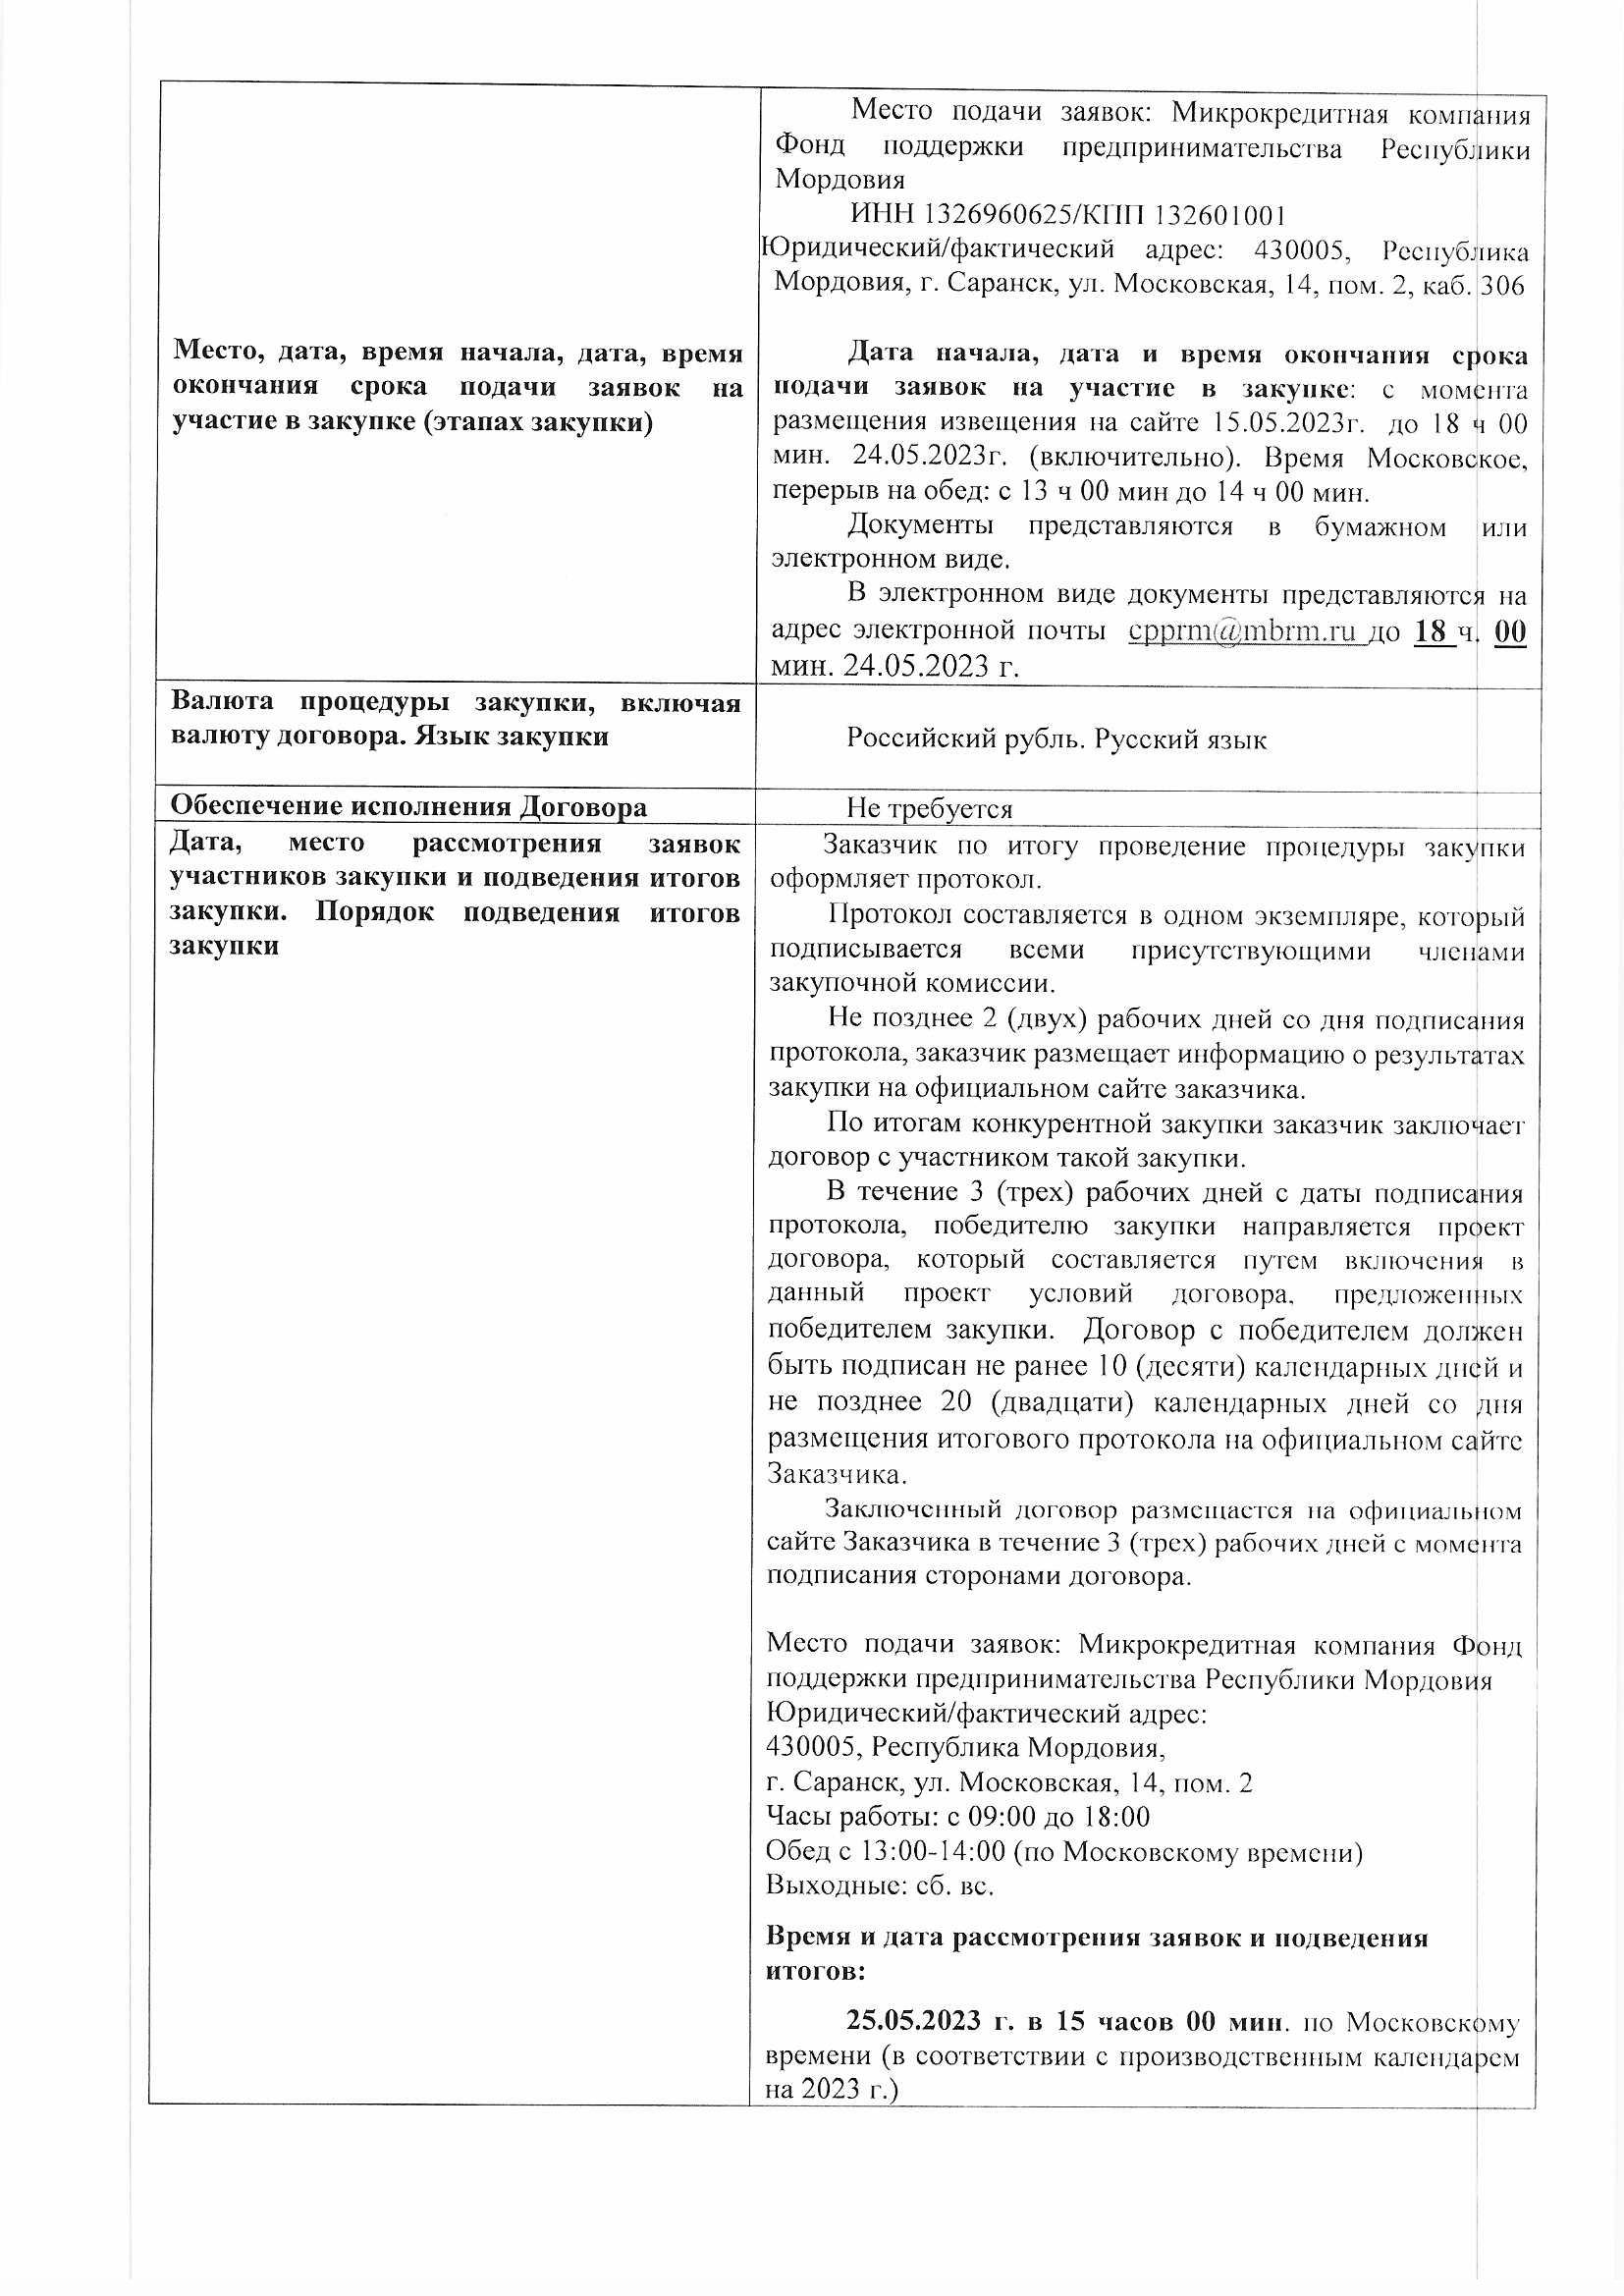 Место подачи заявок: Микрокредитная компания
Фонд поддержки предпринимательства Республики
Мордовия
ИНН 1326960625/КПП 132601001
Юридический/фактический адрес: 430005, Республика
Мордовия, г. Саранск, ул. Московская, 14, пом. 2, каб. 306
Место, дата, время начала, дата, время
окончания срока подачи заявок на
участие в закупке (этапах закупки)
Дата начала, дата и время окончания срока
подачи заявок на участие в закупке: с момента
размещения извещения на сайте 15.05.2023г. до 18 ч 00
мин. 24.05.2023г. (включительно). Время Московское,
перерыв на обед: с 13 ч 00 мин до 14 ч 00 мин.
Документы представляются в бумажном или
электронном виде.
В электронном виде документы представляются на
адрес электронной почты cpprm@mbrm.ru до 18 ч. 00
мин. 24.05.2023 г.
Валюта процедуры закупки, включая
валюту договора. Язык закупки
Российский рубль. Русский язык
Обеспечение исполнения Договора
Не требуется
Дата, место рассмотрения заявок
участников закупки и подведения итогов
закупки. Порядок подведения итогов
закупки
Заказчик по итогу проведение процедуры закупки
оформляет протокол.
Протокол составляется в одном экземпляре, который
подписывается всеми присутствующими членами
закупочной комиссии.
Не позднее 2 (двух) рабочих дней со дня подписания
протокола, заказчик размещает информацию о результатах
закупки на официальном сайте заказчика.
По итогам конкурентной закупки заказчик заключает
договор с участником такой закупки.
В течение 3 (трех) рабочих дней с даты подписания
протокола, победителю закупки направляется проект
договора, который составляется путем включения в
данный проект условий договора, предложенных
победителем закупки. Договор с победителем должен
быть подписан не ранее 10 (десяти) календарных дней и
не позднее 20 (двадцати) календарных дней со дня
размещения итогового протокола на официальном сайте
Заказчика.
Заключенный договор размещается на официальном
сайте Заказчика в течение 3 (трех) рабочих дней с момента
подписания сторонами договора.
Место подачи заявок: Микрокредитная компания Фонд
поддержки предпринимательства Республики Мордовия
Юридический/фактический адрес:
430005, Республика Мордовия,
г. Саранск, ул. Московская, 14, пом. 2
Часы работы: с 09:00 до 18:00
Обед с 13:00-14:00 (по Московскому времени)
Выходные: сб. вс.
Время и дата рассмотрения заявок и подведения
итогов:
25.05.2023 г. в 15 часов 00 мин. по Московскому
времени (в соответствии с производственным календарем
на 2023 г.)